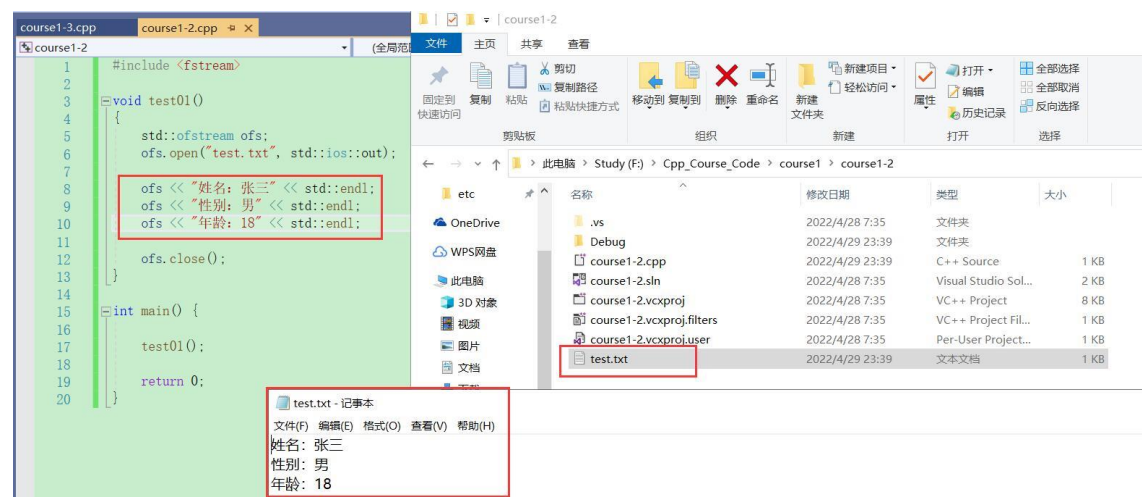 course1-3.cpp
course1-2.cpp
course1-2
(全局范
1 #include <fstream>
2
3 void test01()
4 {
5 std::ofstream ofs;
6 ofs.open("test.txt", std::ios::out);
7
8 ofs << "姓名：张三" << std::endl;
9 ofs << "性别：男" << std::endl;
10 ofs << "年龄：18" << std::endl;
11
12 ofs.close();
13 }
14
15 int main() {
16
17 test01();
18
19 return 0;
20 }
course1-2
文件 主页 共享 查看
固定到快速访问
复制
粘贴
剪切
复制路径
粘贴快捷方式
剪贴板
移动到 复制到 删除 重命名
组织
新建文件夹
新建项目
轻松访问
新建
属性
打开
编辑
历史记录
打开
全部选择
全部取消
反向选择
选择
此电脑 > Study (F:) > Cpp_Course_Code > course1 > course1-2
etc
OneDrive
WPS网盘
此电脑
3D 对象
视频
图片
文档
名称 修改日期 类型 大小
.vs 2022/4/28 7:35 文件夹
Debug 2022/4/29 23:39 文件夹
course1-2.cpp 2022/4/29 23:39 C++ Source 1 KB
course1-2.sln 2022/4/28 7:35 Visual Studio Sol... 2 KB
course1-2.vcxproj 2022/4/28 7:35 VC++ Project 8 KB
course1-2.vcxproj.filters 2022/4/28 7:35 VC++ Project Fil... 1 KB
course1-2.vcxproj.user 2022/4/28 7:35 Per-User Project... 1 KB
test.txt 2022/4/29 23:39 文本文档 1 KB
test.txt - 记事本
文件(F) 编辑(E) 格式(O) 查看(V) 帮助(H)
姓名：张三
性别：男
年龄：18